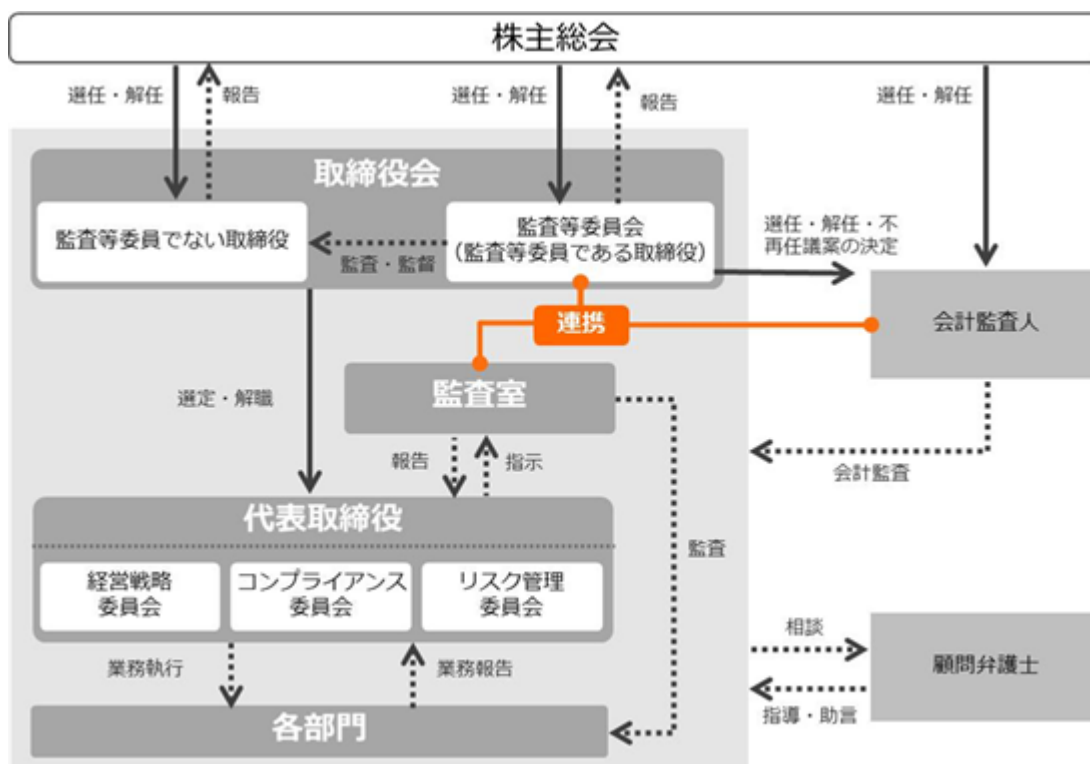 株主総会
選任・解任
報告
選任・解任
報告
選任・解任
取締役会
監査等委員でない取締役
監査等委員会
（監査等委員である取締役）
監査・監督
選任・解任・不
再任議案の決定
連携
会計監査人
監査室
選定・解職
報告
指示
会計監査
代表取締役
監査
経営戦略
委員会
コンプライアンス
委員会
リスク管理
委員会
相談
顧問弁護士
業務執行
業務報告
指導・助言
各部門